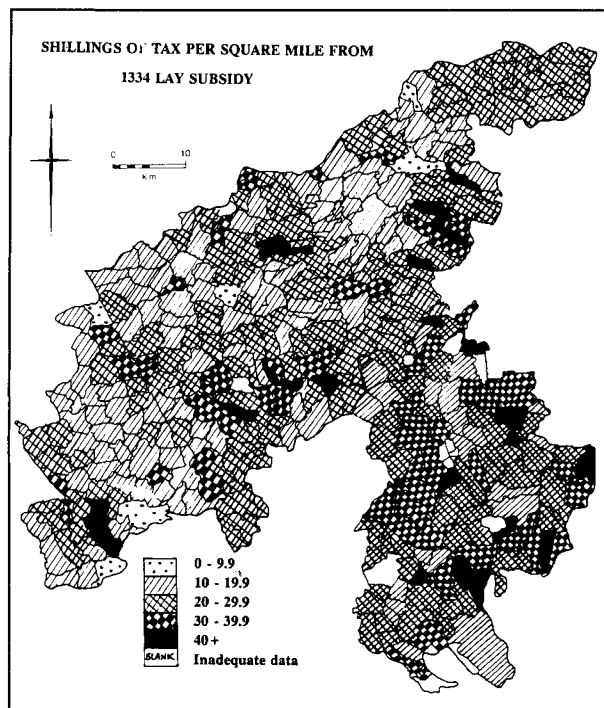 SHILLINGS OF TAX PER SQUARE MILE FROM
1334 LAY SUBSIDY
0 10
k m
0 - 9.9
10 - 19.9
20 - 29.9
30 - 39.9
40 +
BLANK Inadequate data